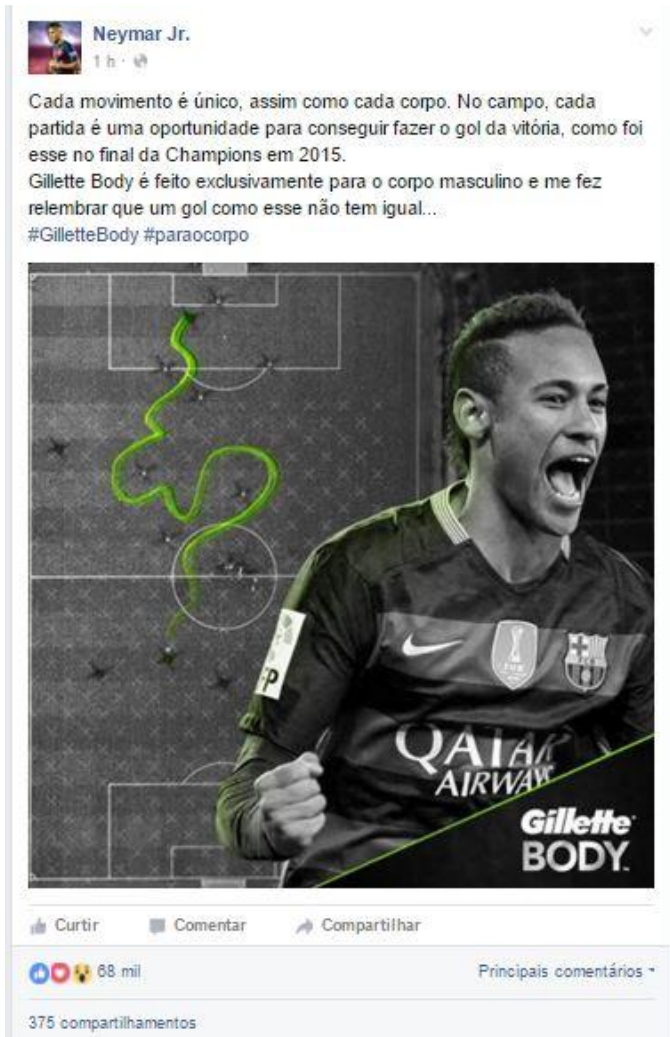 Neymar Jr.
1 h ·
Cada movimento é único, assim como cada corpo. No campo, cada
partida é uma oportunidade para conseguir fazer o gol da vitória, como foi
esse no final da Champions em 2015.
Gillette Body é feito exclusivamente para o corpo masculino e me fez
relembrar que um gol como esse não tem igual...
#GilletteBody #paraocorpo
QATAR
AIRWAYS
Gillette
BODY
Curtir Comentar Compartilhar
68 mil Principais comentários
375 compartilhamentos